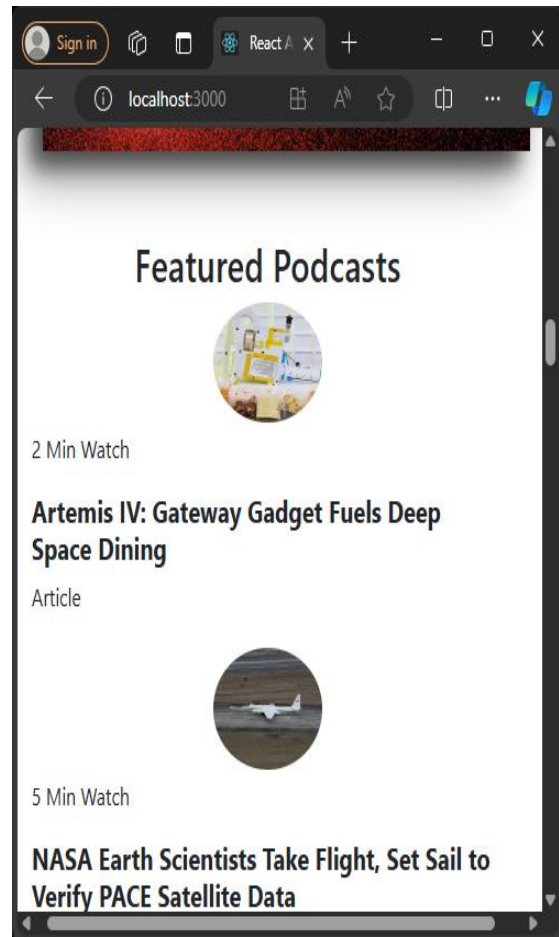 Sign in
React A
localhost:3000
Featured Podcasts
2 Min Watch
Artemis IV: Gateway Gadget Fuels Deep
Space Dining
Article
5 Min Watch
NASA Earth Scientists Take Flight, Set Sail to
Verify PACE Satellite Data